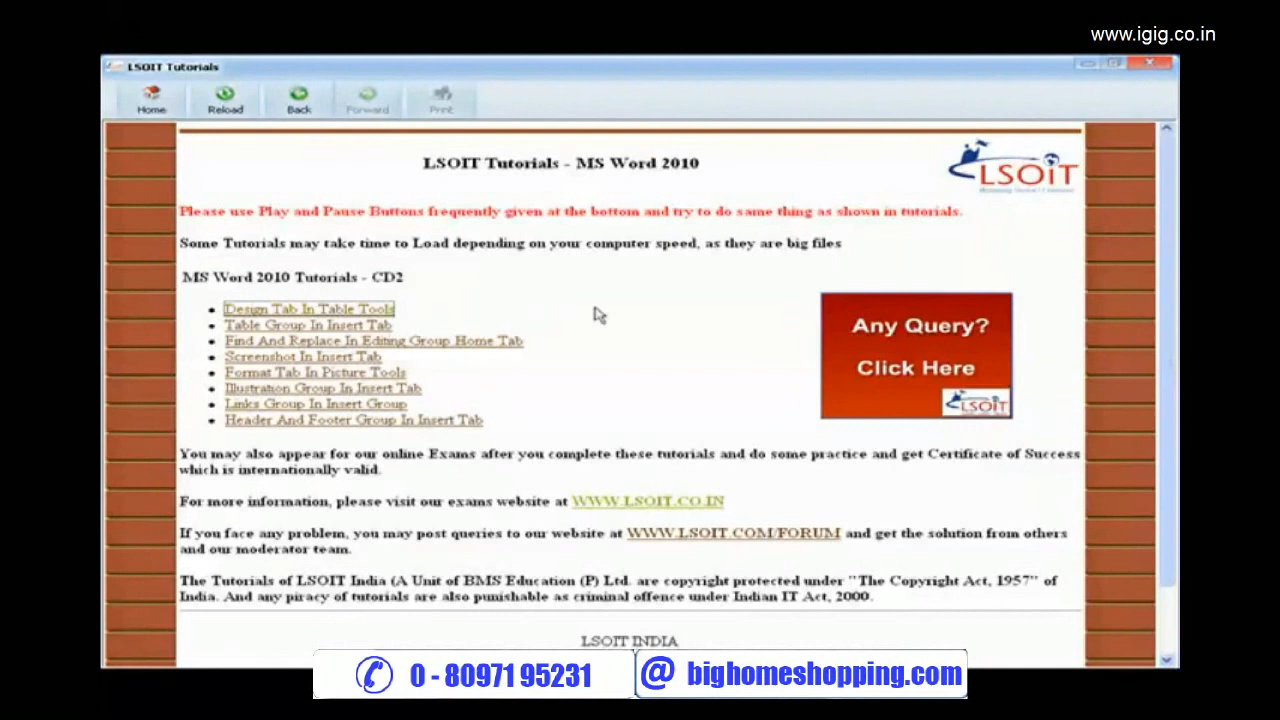 www.igig.co.in
LSOIT Tutorials
Home
Reload
Back
Forward
Print
LSOIT Tutorials - MS Word 2010
LSOiT
Please use Play and Pause Buttons frequently given at the bottom and try to do same thing as shown in tutorials.
Some Tutorials may take time to Load depending on your computer speed, as they are big files
MS Word 2010 Tutorials - CD2
Design Tab In Table Tools
Table Group In Insert Tab
Find And Replace In Editing Group Home Tab
Screenshot In Insert Tab
Format Tab In Picture Tools
Illustration Group In Insert Tab
Links Group In Insert Group
Header And Footer Group In Insert Tab
Any Query?
Click Here
LSOiT
You may also appear for our online Exams after you complete these tutorials and do some practice and get Certificate of Success
which is internationally valid.
For more information, please visit our exams website at WWW.LSOIT.CO.IN
If you face any problem, you may post queries to our website at WWW.LSOIT.COM/FORUM and get the solution from others
and our moderator team.
The Tutorials of LSOIT India (A Unit of BMS Education (P) Ltd. are copyright protected under "The Copyright Act, 1957" of
India. And any piracy of tutorials are also punishable as criminal offence under Indian IT Act, 2000.
LSOIT INDIA
0 - 8097195231
@ bighomeshopping.com